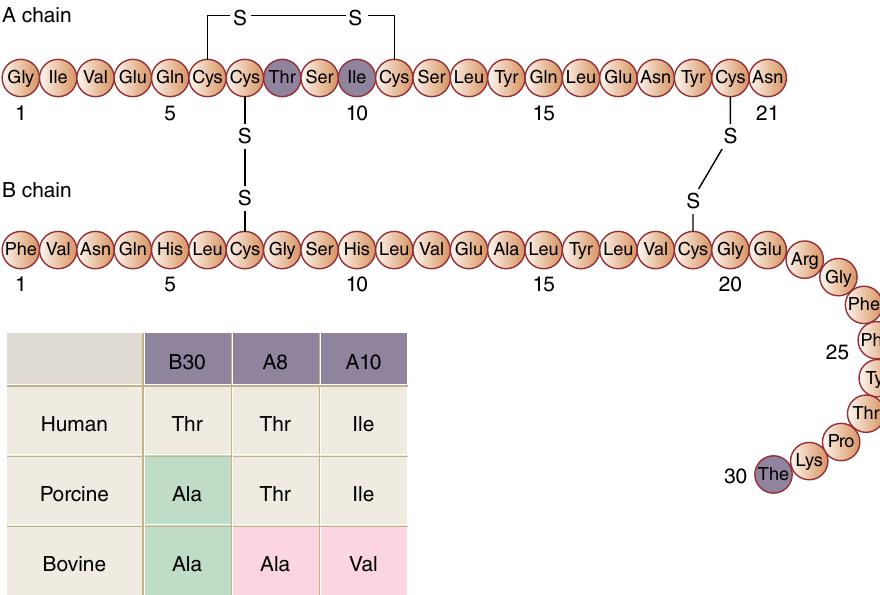 A chain
S S
Gly Ile Val Glu Gln Cys Cys Thr Ser Ile Cys Ser Leu Tyr Gln Leu Glu Asn Tyr Cys Asn
1 5 10 15 21
S S
B chain
S S
Phe Val Asn Gln His Leu Cys Gly Ser His Leu Val Glu Ala Leu Tyr Leu Val Cys Gly Glu
Arg
Gly
1 5 10 15 20
Phe
Ph
25
Ty
Thr
Pro
Lys
30 The
B30 A8 A10
Human Thr Thr Ile
Porcine Ala Thr Ile
Bovine Ala Ala Val